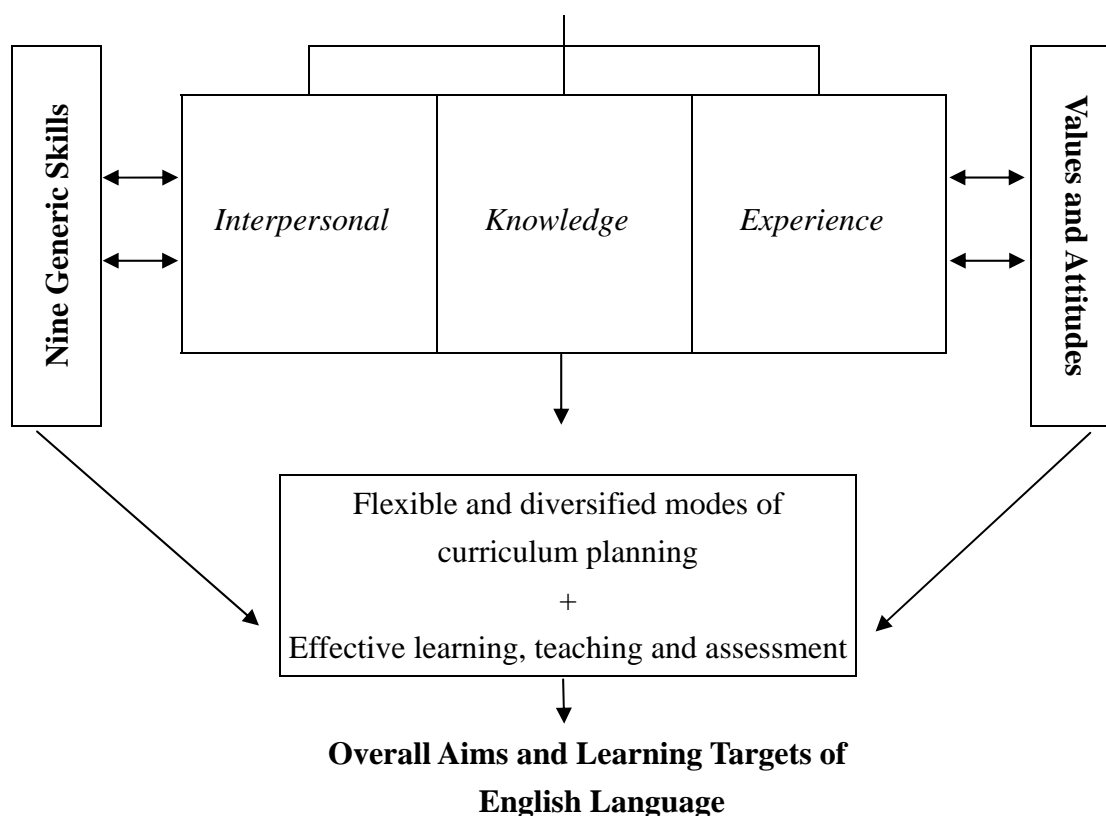 Nine Generic Skills
Interpersonal
Knowledge
Experience
Values and Attitudes
Flexible and diversified modes of
curriculum planning
+
Effective learning, teaching and assessment
Overall Aims and Learning Targets of
English Language